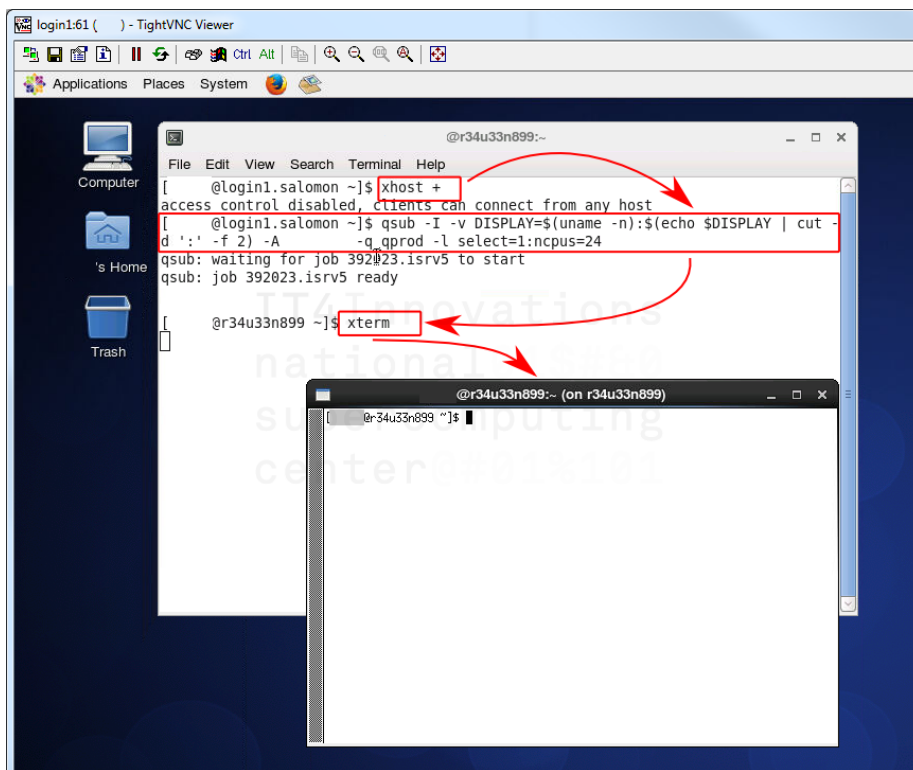 login1:61 ( ) - TightVNC Viewer
Ctrl Alt
Applications Places System
@r34u33n899:~
File Edit View Search Terminal Help
Computer
[ @login1.salomon ~]$ xhost +
access control disabled, clients can connect from any host
[ @login1.salomon ~]$ qsub -I -v DISPLAY=$(uname -n):$(echo $DISPLAY | cut -
d ':' -f 2) -A -q qprod -l select=1:ncpus=24
qsub: waiting for job 392023.isrv5 to start
qsub: job 392023.isrv5 ready
's Home
IT4Innovations
[ @r34u33n899 ~]$ xterm
Trash
national
@r34u33n899:~ (on r34u33n899)
supercomputing
[ @r34u33n899 ~]$
center@#01%101